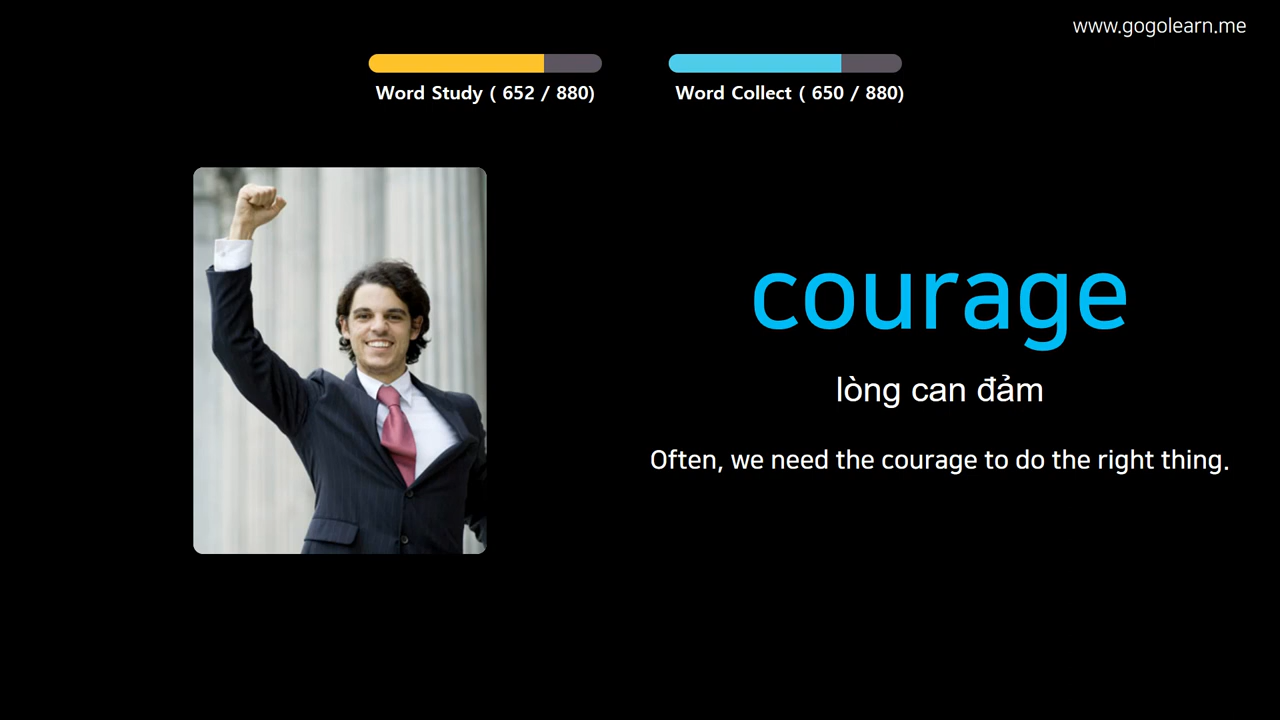 www.gogolearn.me
Word Study ( 652 / 880)
Word Collect ( 650 / 880)
courage
lòng can đảm
Often, we need the courage to do the right thing.